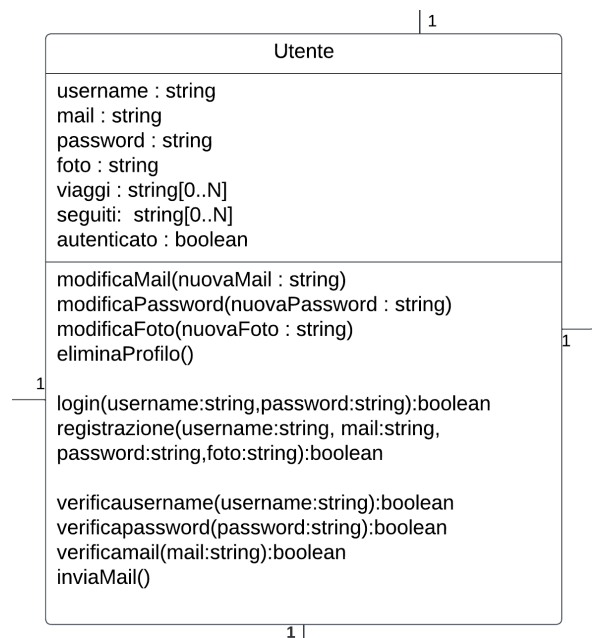 1
Utente
username : string
mail : string
password : string
foto : string
viaggi : string[0..N]
seguiti:  string[0..N]
autenticato : boolean
modificaMail(nuovaMail : string)
modificaPassword(nuovaPassword : string)
modificaFoto(nuovaFoto : string)
1
eliminaProfilo()
1
login(username:string,password:string):boolean
registrazione(username:string, mail:string,
password:string,foto:string):boolean
verificausername(username:string):boolean
verificapassword(password:string):boolean
verificamail(mail:string):boolean
inviaMail()
1